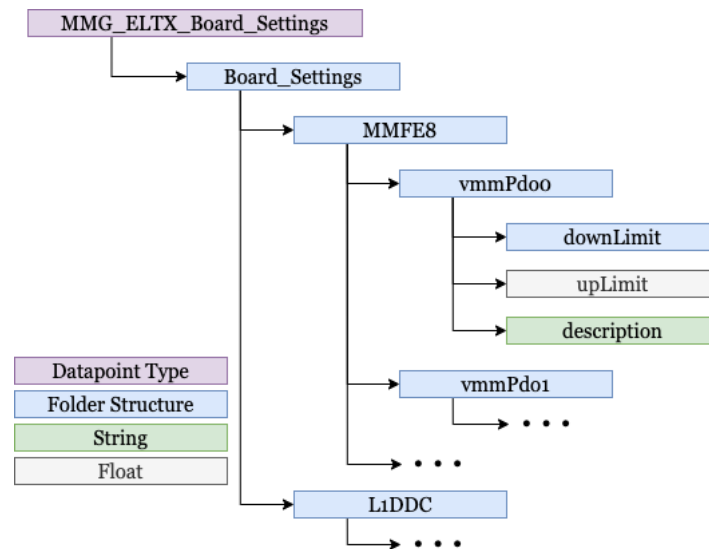 MMG_ELTX_Board_Settings
Board_Settings
MMFE8
vmmPdo0
downLimit
upLimit
description
vmmPdo1
• • •
• • •
L1DDC
• • •
Datapoint Type
Folder Structure
String
Float